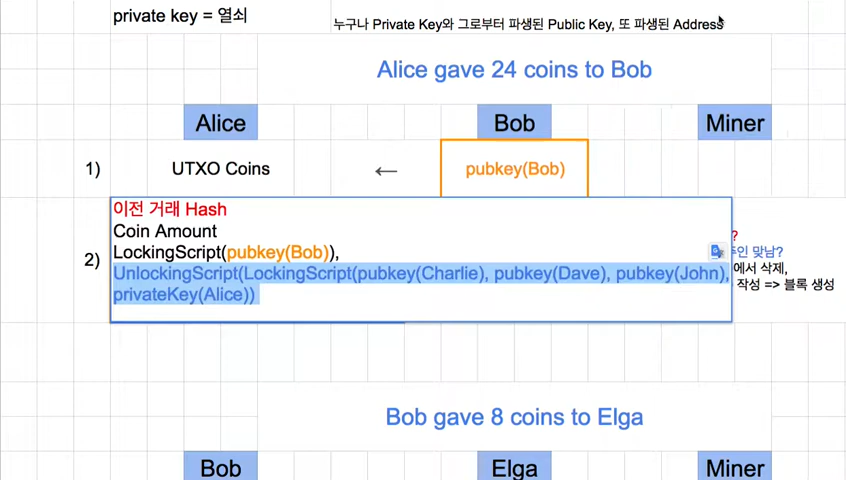 private key = 열쇠
누구나 Private Key와 그로부터 파생된 Public Key, 또 파생된 Address
Alice gave 24 coins to Bob
Alice
Bob
Miner
1)
UTXO Coins
←
pubkey(Bob)
2)
이전 거래 Hash
Coin Amount
LockingScript(pubkey(Bob)),
UnlockingScript(LockingScript(pubkey(Charlie), pubkey(Dave), pubkey(John),
privateKey(Alice))
?
주인 맞남?
에서 삭제,
작성 => 블록 생성
Bob gave 8 coins to Elga
Bob
Elga
Miner